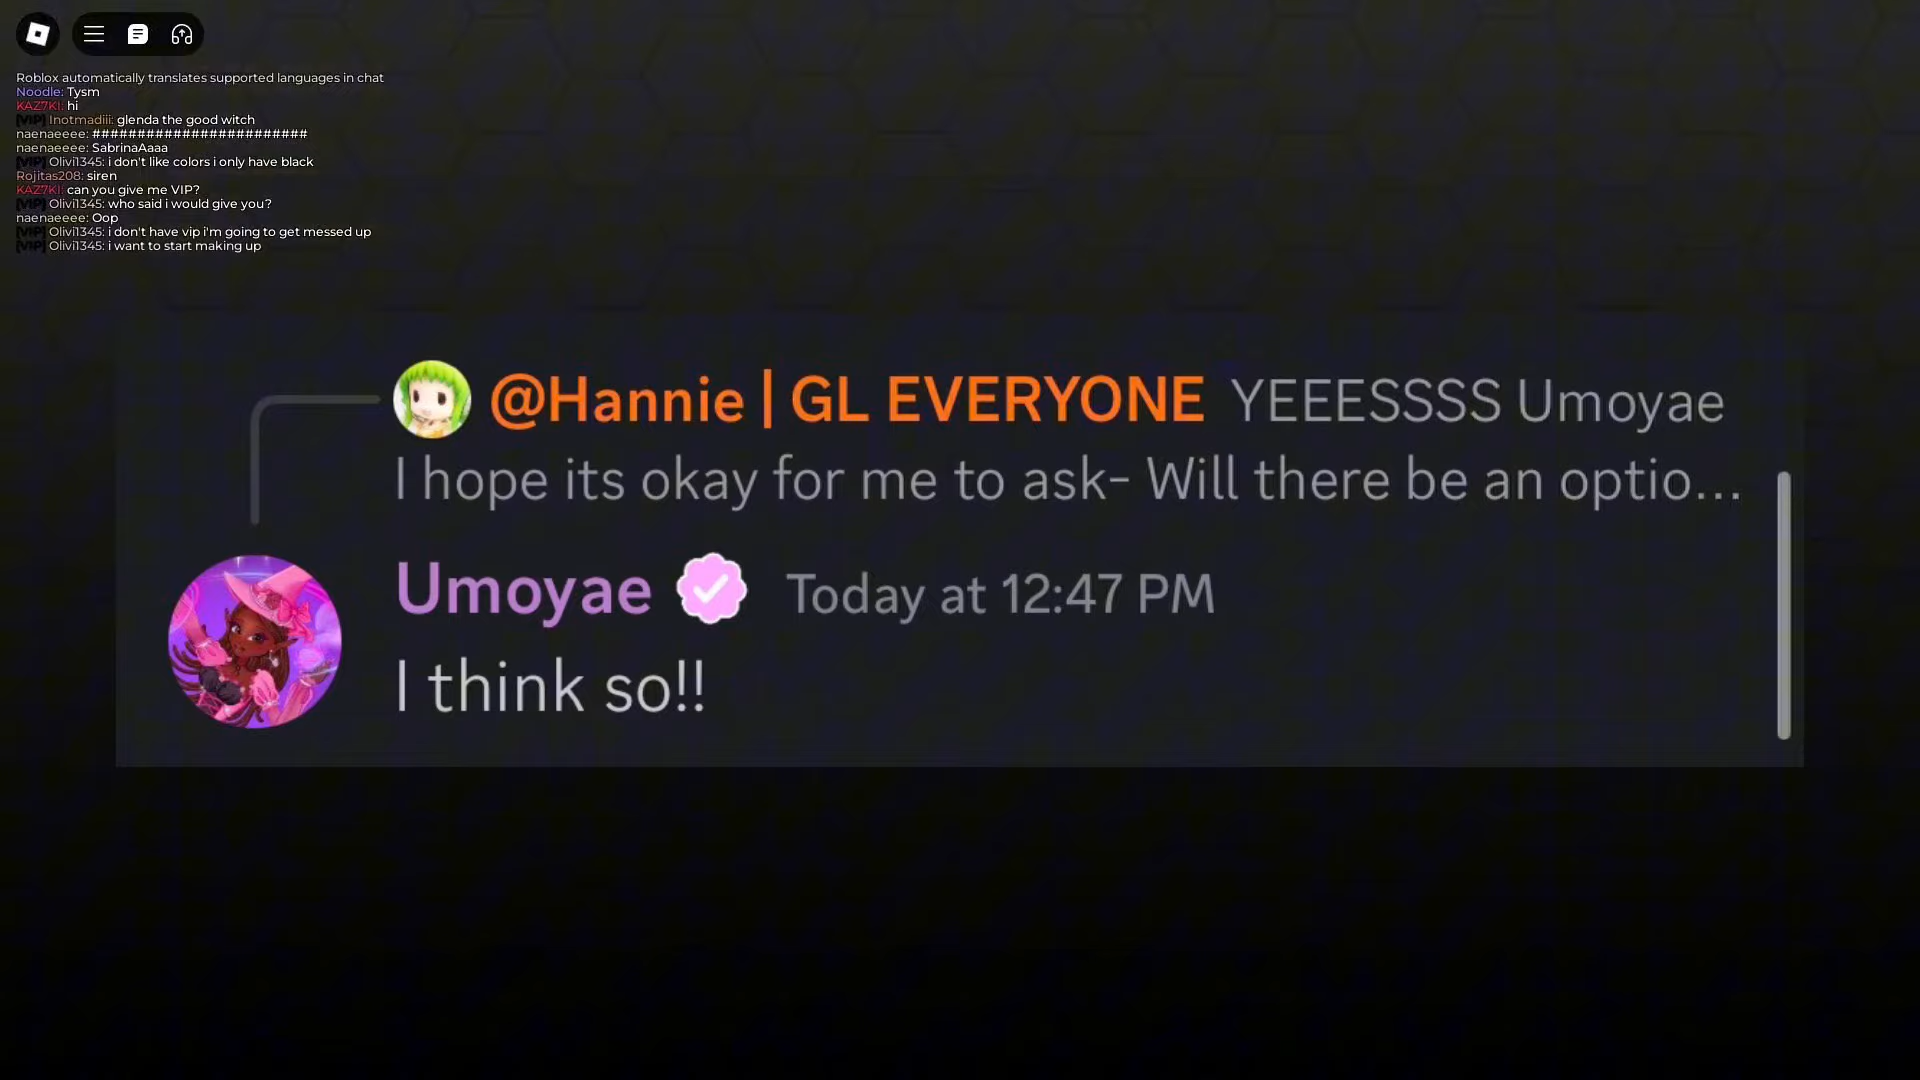 Roblox automatically translates supported languages in chat
Noodle: Tysm
KAZ7KI: hi
[VIP] Inotmadiii: glenda the good witch
naenaeeee: ########################
naenaeeee: SabrinaAaaa
[VIP] Olivi1345: i don't like colors i only have black
Rojitas208: siren
KAZ7KI: can you give me VIP?
[VIP] Olivi1345: who said i would give you?
naenaeeee: Oop
[VIP] Olivi1345: i don't have vip i'm going to get messed up
[VIP] Olivi1345: i want to start making up
@Hannie | GL EVERYONE YEEESSSS Umoyae
I hope its okay for me to ask- Will there be an optio...
Umoyae Today at 12:47 PM
I think so!!